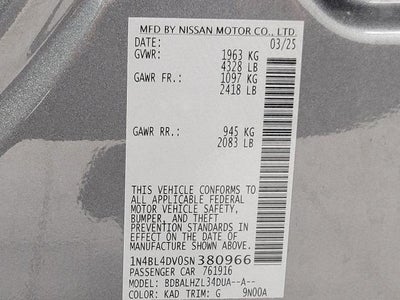 MFD BY NISSAN MOTOR CO., LTD.
DATE: 03/25
GVWR: 1963 KG
4328 LB
GAWR FR.: 1097 KG
2418 LB
GAWR RR.: 945 KG
2083 LB
THIS VEHICLE CONFORMS TO
ALL APPLICABLE FEDERAL
MOTOR VEHICLE SAFETY,
BUMPER, AND THEFT
PREVENTION STANDARDS IN
EFFECT ON THE DATE OF
MANUFACTURE SHOWN ABOVE.
1N4BL4DV0SN380966
PASSENGER CAR 761916
MODEL: BDBALHZL34DUA--A--
COLOR: KAD TRIM: G 9N00A